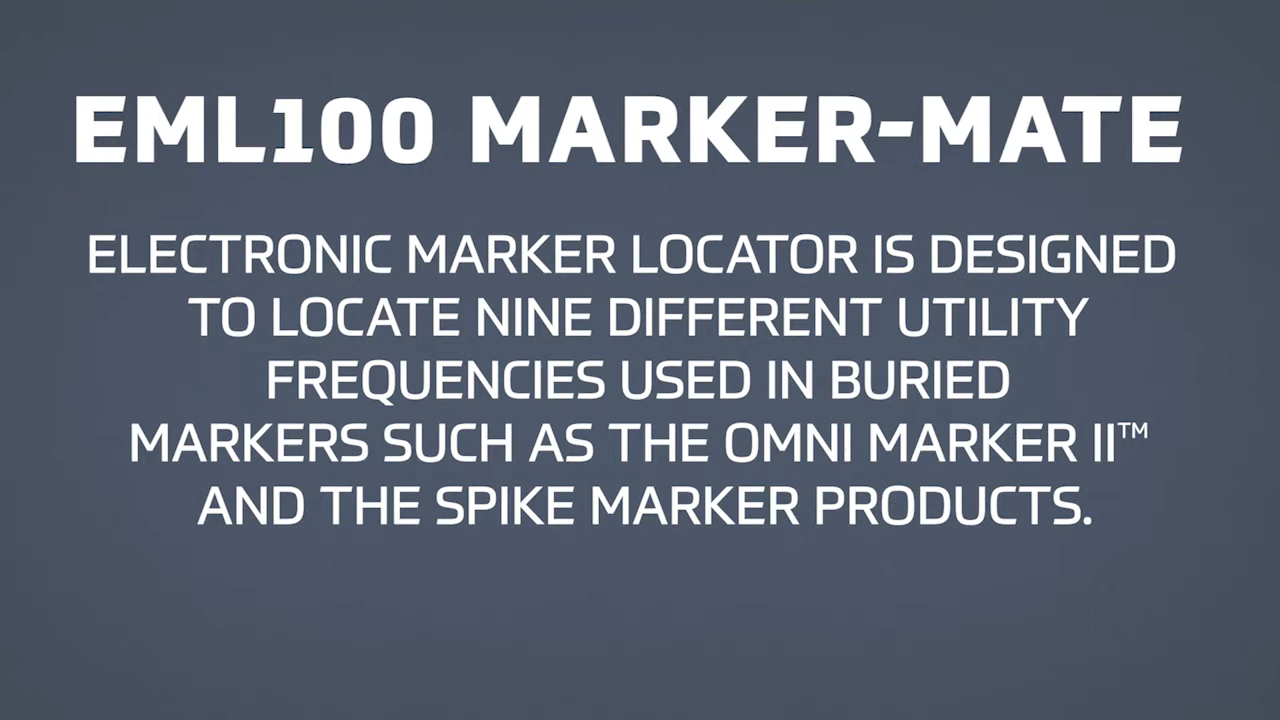 EML100 MARKER-MATE
ELECTRONIC MARKER LOCATOR IS DESIGNED
TO LOCATE NINE DIFFERENT UTILITY
FREQUENCIES USED IN BURIED
MARKERS SUCH AS THE OMNI MARKER II™
AND THE SPIKE MARKER PRODUCTS.